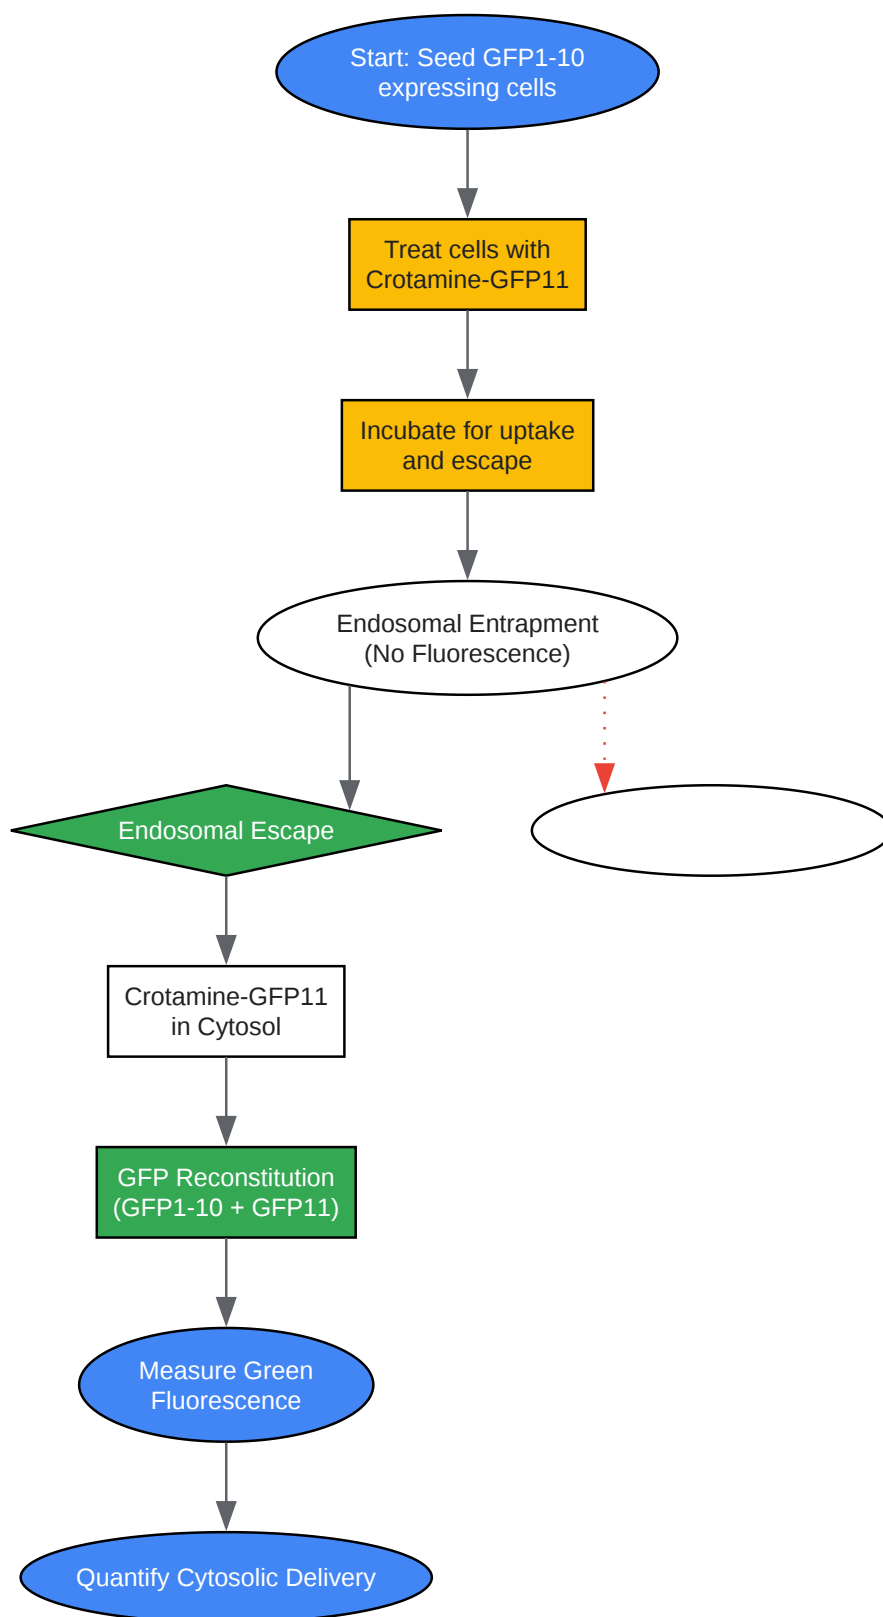 Start: Seed GFP1-10
expressing cells
Treat cells with
Crotamine-GFP11
Incubate for uptake
and escape
Endosomal Entrapment
(No Fluorescence)
Endosomal Escape
Crotamine-GFP11
in Cytosol
GFP Reconstitution
(GFP1-10 + GFP11)
Measure Green
Fluorescence
Quantify Cytosolic Delivery